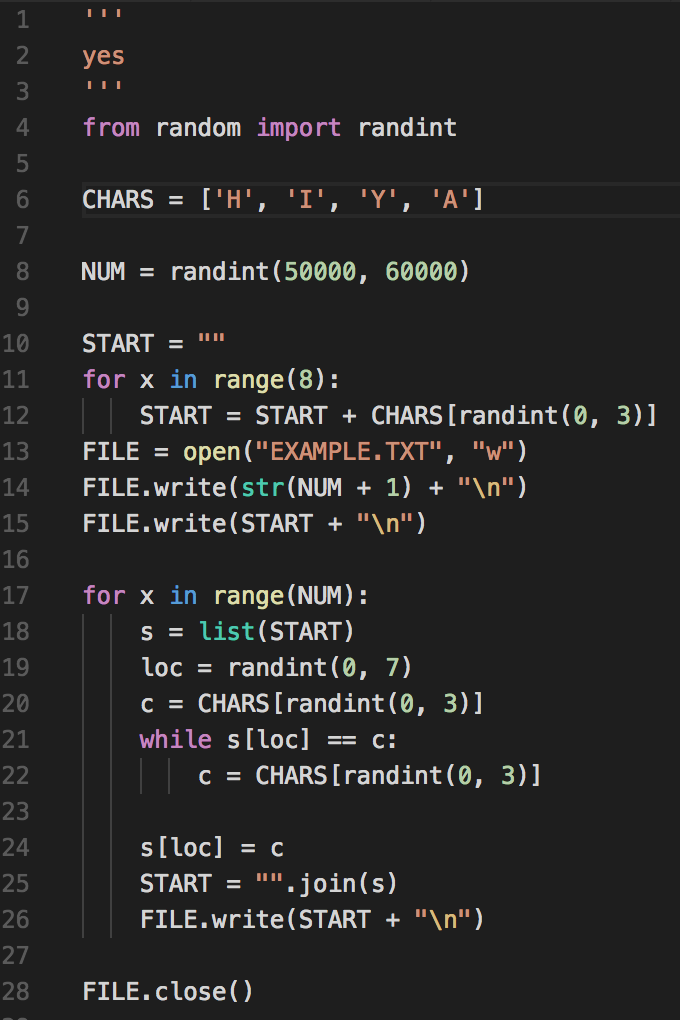 1 '''
2 yes
3 '''
4 from random import randint
5
6 CHARS = ['H', 'I', 'Y', 'A']
7
8 NUM = randint(50000, 60000)
9
10 START = ""
11 for x in range(8):
12     START = START + CHARS[randint(0, 3)]
13 FILE = open("EXAMPLE.TXT", "w")
14 FILE.write(str(NUM + 1) + "\n")
15 FILE.write(START + "\n")
16
17 for x in range(NUM):
18     s = list(START)
19     loc = randint(0, 7)
20     c = CHARS[randint(0, 3)]
21     while s[loc] == c:
22         c = CHARS[randint(0, 3)]
23
24     s[loc] = c
25     START = "".join(s)
26     FILE.write(START + "\n")
27
28 FILE.close()